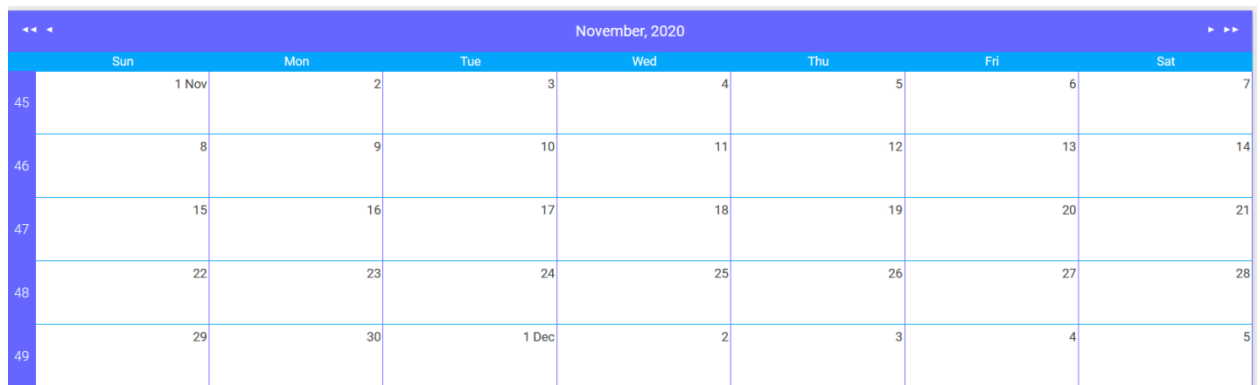 November, 2020
Sun Mon Tue Wed Thu Fri Sat
45 1 Nov 2 3 4 5 6 7
46 8 9 10 11 12 13 14
47 15 16 17 18 19 20 21
48 22 23 24 25 26 27 28
49 29 30 1 Dec 2 3 4 5